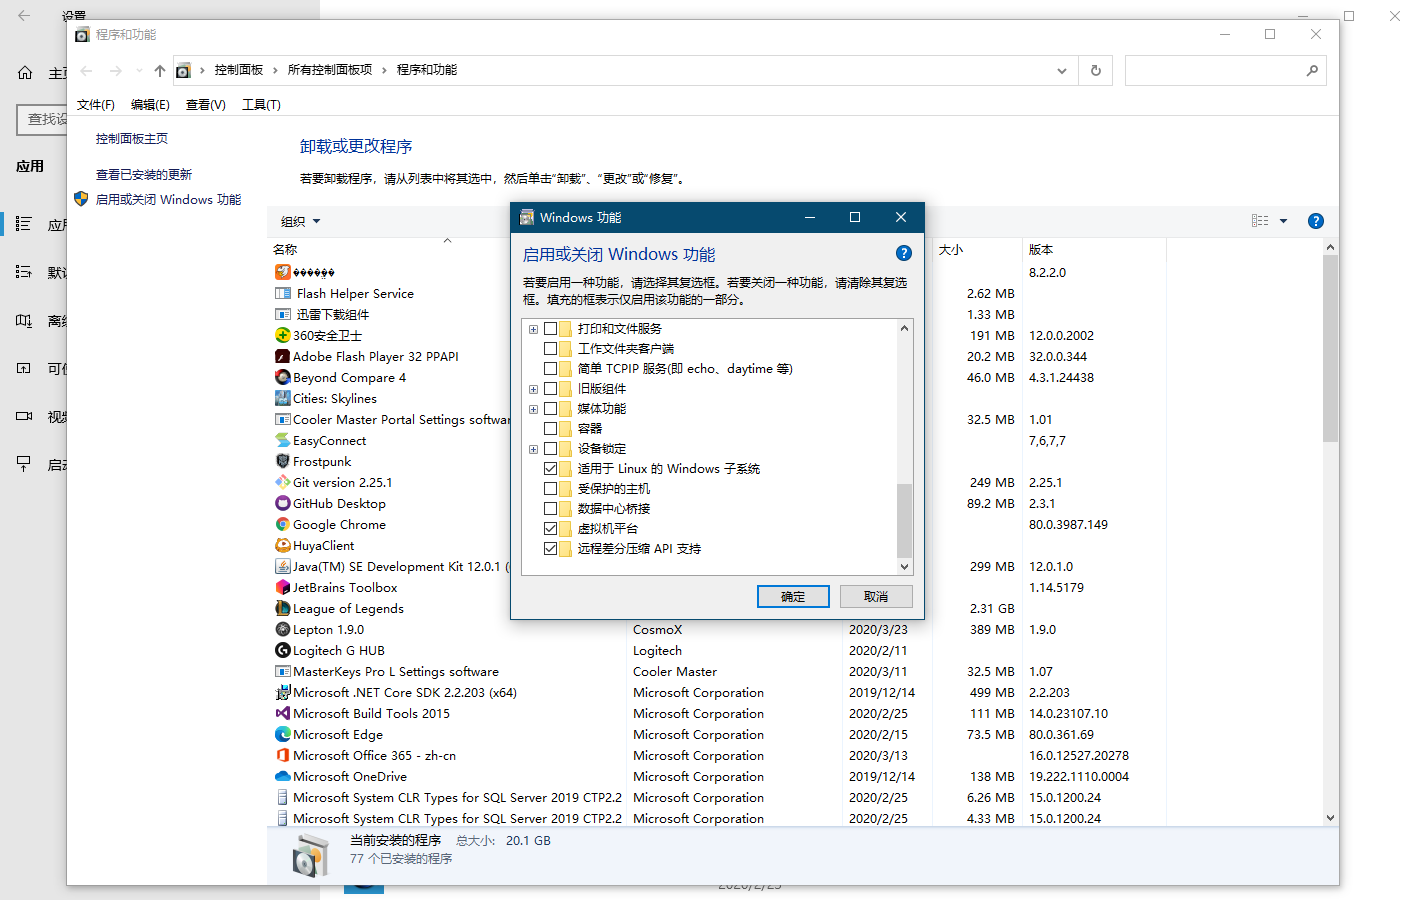 设置
程序和功能
主页
控制面板 › 所有控制面板项 › 程序和功能
文件(F) 编辑(E) 查看(V) 工具(T)
查找设
控制面板主页
卸载或更改程序
应用
查看已安装的更新
若要卸载程序，请从列表中将其选中，然后单击“卸载”、“更改”或“修复”。
启用或关闭 Windows 功能
组织
应用
默认
离线
可
视频
启动
名称 大小 版本
������ 8.2.2.0
Flash Helper Service 2.62 MB
迅雷下载组件 1.33 MB
360安全卫士 191 MB 12.0.0.2002
Adobe Flash Player 32 PPAPI 20.2 MB 32.0.0.344
Beyond Compare 4 46.0 MB 4.3.1.24438
Cities: Skylines
Cooler Master Portal Settings softwar 32.5 MB 1.01
EasyConnect 7,6,7,7
Frostpunk
Git version 2.25.1 249 MB 2.25.1
GitHub Desktop 89.2 MB 2.3.1
Google Chrome 80.0.3987.149
HuyaClient
Java(TM) SE Development Kit 12.0.1 ( 299 MB 12.0.1.0
JetBrains Toolbox 1.14.5179
League of Legends 2.31 GB
Lepton 1.9.0 CosmoX 2020/3/23 389 MB 1.9.0
Logitech G HUB Logitech 2020/2/11
MasterKeys Pro L Settings software Cooler Master 2020/3/11 32.5 MB 1.07
Microsoft .NET Core SDK 2.2.203 (x64) Microsoft Corporation 2019/12/14 499 MB 2.2.203
Microsoft Build Tools 2015 Microsoft Corporation 2020/2/25 111 MB 14.0.23107.10
Microsoft Edge Microsoft Corporation 2020/2/15 73.5 MB 80.0.361.69
Microsoft Office 365 - zh-cn Microsoft Corporation 2020/3/13 16.0.12527.20278
Microsoft OneDrive Microsoft Corporation 2019/12/14 138 MB 19.222.1110.0004
Microsoft System CLR Types for SQL Server 2019 CTP2.2 Microsoft Corporation 2020/2/25 6.26 MB 15.0.1200.24
Microsoft System CLR Types for SQL Server 2019 CTP2.2 Microsoft Corporation 2020/2/25 4.33 MB 15.0.1200.24
当前安装的程序 总大小: 20.1 GB
77 个已安装的程序
Windows 功能
启用或关闭 Windows 功能
若要启用一种功能，请选择其复选框。若要关闭一种功能，请清除其复选
框。填充的框表示仅启用该功能的一部分。
打印和文件服务
工作文件夹客户端
简单 TCPIP 服务(即 echo、daytime 等)
旧版组件
媒体功能
容器
设备锁定
适用于 Linux 的 Windows 子系统
受保护的主机
数据中心桥接
虚拟机平台
远程差分压缩 API 支持
确定 取消